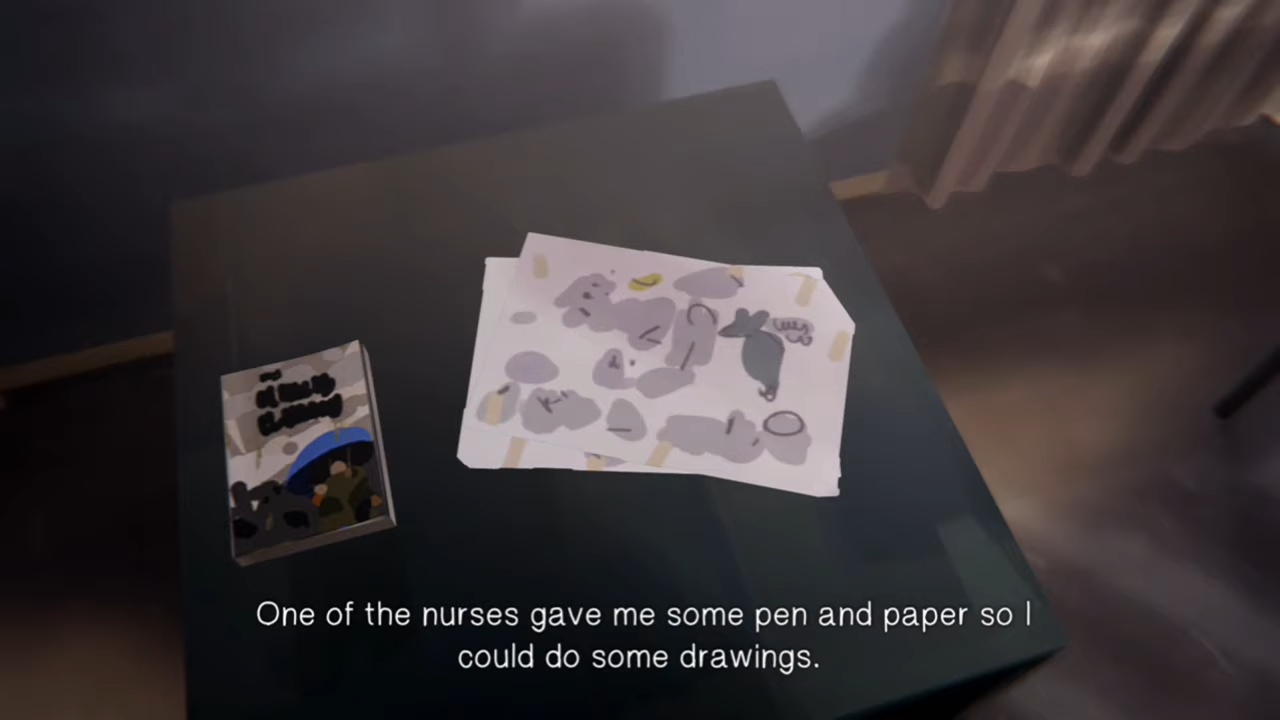 One of the nurses gave me some pen and paper so I
could do some drawings.